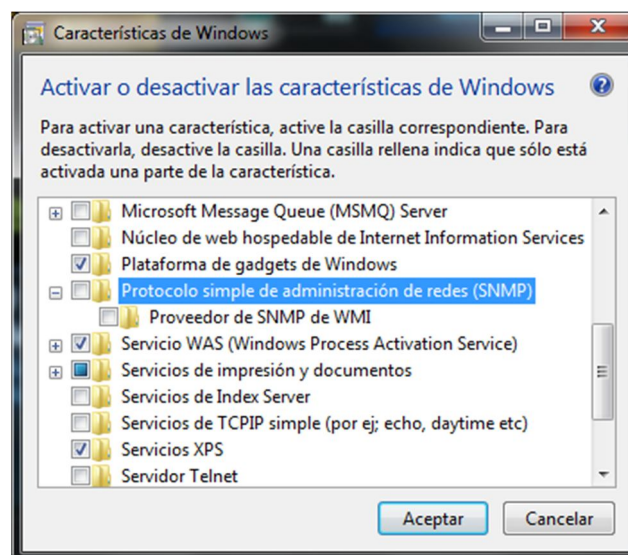 Características de Windows
Activar o desactivar las características de Windows
Para activar una característica, active la casilla correspondiente. Para
desactivarla, desactive la casilla. Una casilla rellena indica que sólo está
activada una parte de la característica.
Microsoft Message Queue (MSMQ) Server
Núcleo de web hospedable de Internet Information Services
Plataforma de gadgets de Windows
Protocolo simple de administración de redes (SNMP)
Proveedor de SNMP de WMI
Servicio WAS (Windows Process Activation Service)
Servicios de impresión y documentos
Servicios de Index Server
Servicios de TCPIP simple (por ej; echo, daytime etc)
Servicios XPS
Servidor Telnet
Aceptar Cancelar